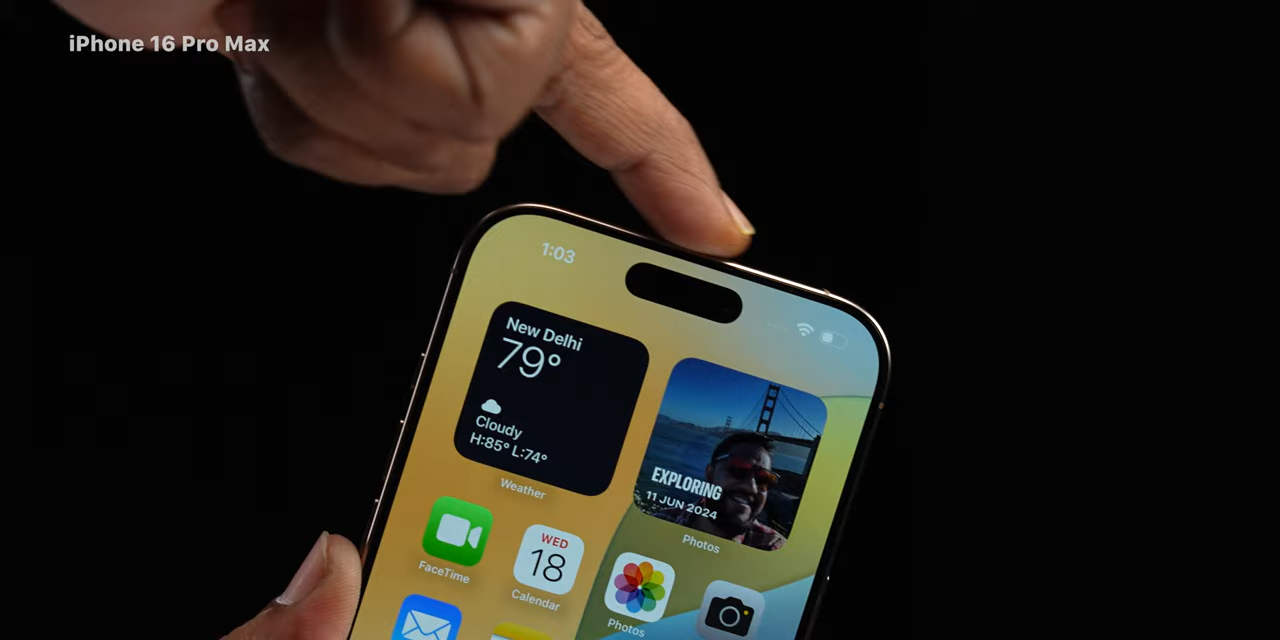 iPhone 16 Pro Max
1:03
New Delhi
79°
Cloudy
H:85° L:74°
Weather
EXPLORING
11 JUN 2024
Photos
FaceTime
WED
18
Calendar
Photos